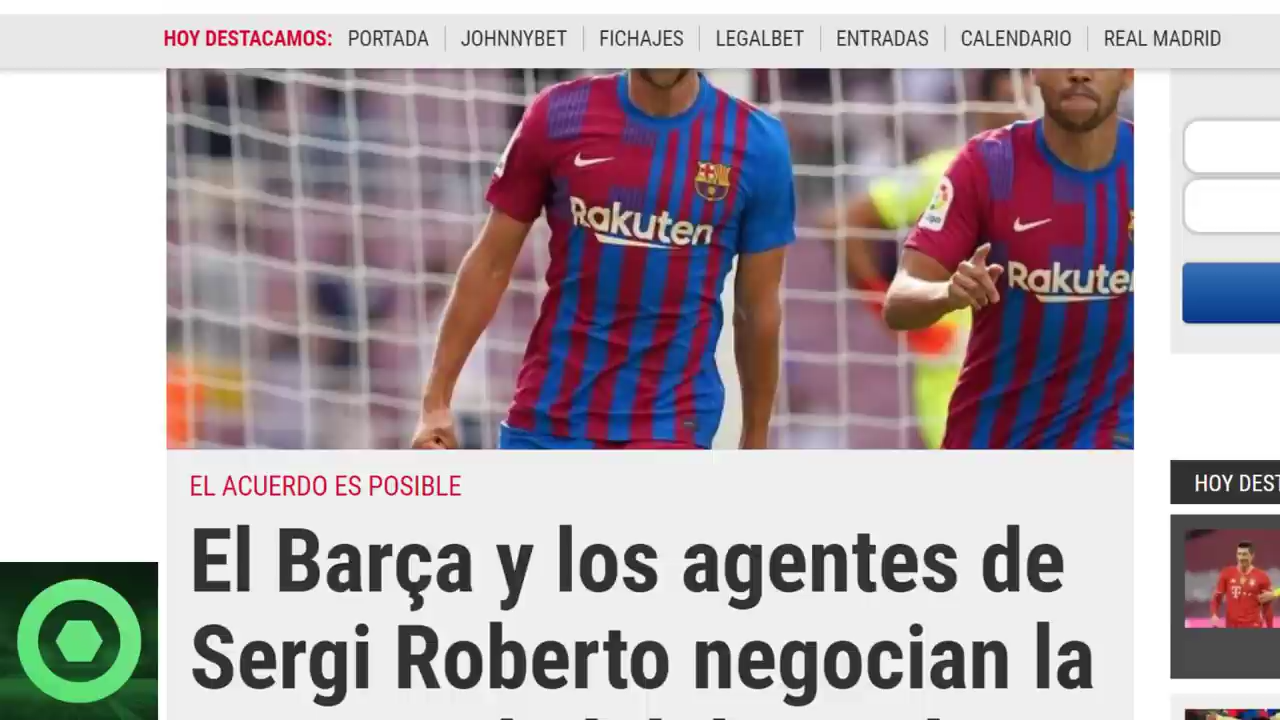 HOY DESTACAMOS: PORTADA JOHNNYBET FICHAJES LEGALBET ENTRADAS CALENDARIO REAL MADRID
Rakuten
Rakuten
EL ACUERDO ES POSIBLE
El Barça y los agentes de
Sergi Roberto negocian la
HOY DEST